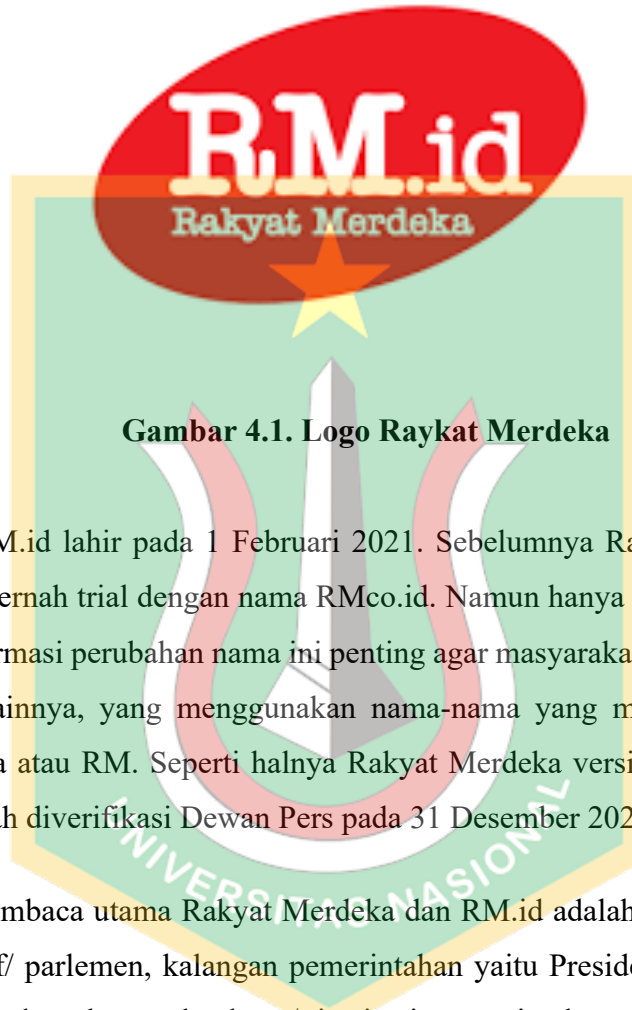 RM.id
Rakyat Merdeka
Gambar 4.1. Logo Raykat Merdeka
M.id lahir pada 1 Februari 2021. Sebelumnya Ra
ernah trial dengan nama RMco.id. Namun hanya
rmasi perubahan nama ini penting agar masyaraka
ainnya, yang menggunakan nama-nama yang m
a atau RM. Seperti halnya Rakyat Merdeka versi
ah diverifikasi Dewan Pers pada 31 Desember 202
UNIVERSITAS NASIONAL
mbaca utama Rakyat Merdeka dan RM.id adalah
f/ parlemen, kalangan pemerintahan yaitu Preside